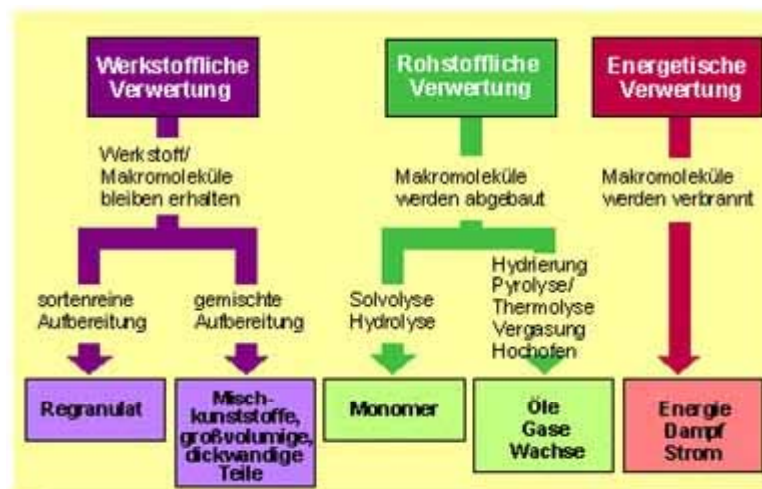 Werkstoffliche
Verwertung
Rohstoffliche
Verwertung
Energetische
Verwertung
Werkstoff/
Makromoleküle
bleiben erhalten
Makromoleküle
werden abgebaut
Makromoleküle
werden verbrannt
sortenreine
Aufbereitung
gemischte
Aufbereitung
Solvolyse
Hydrolyse
Hydrierung
Pyrolyse/
Thermolyse
Vergasung
Hochofen
Regranulat
Misch-
kunststoffe,
großvolumige,
dickwandige
Teile
Monomer
Öle
Gase
Wachse
Energie
Dampf
Strom